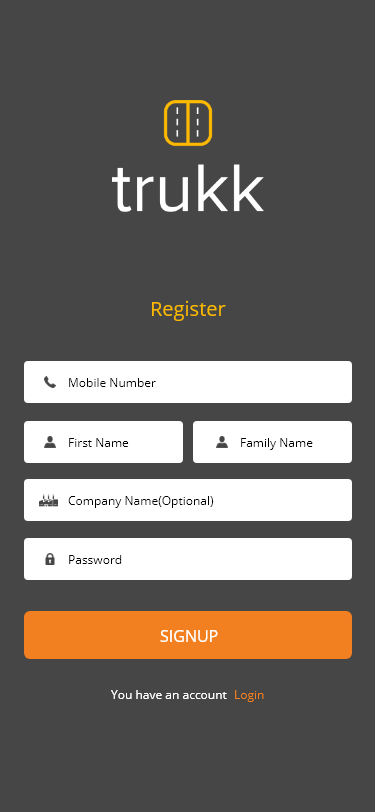 trukk
Register
Mobile Number
First Name
Family Name
Company Name(Optional)
Password
SIGNUP
You have an account Login